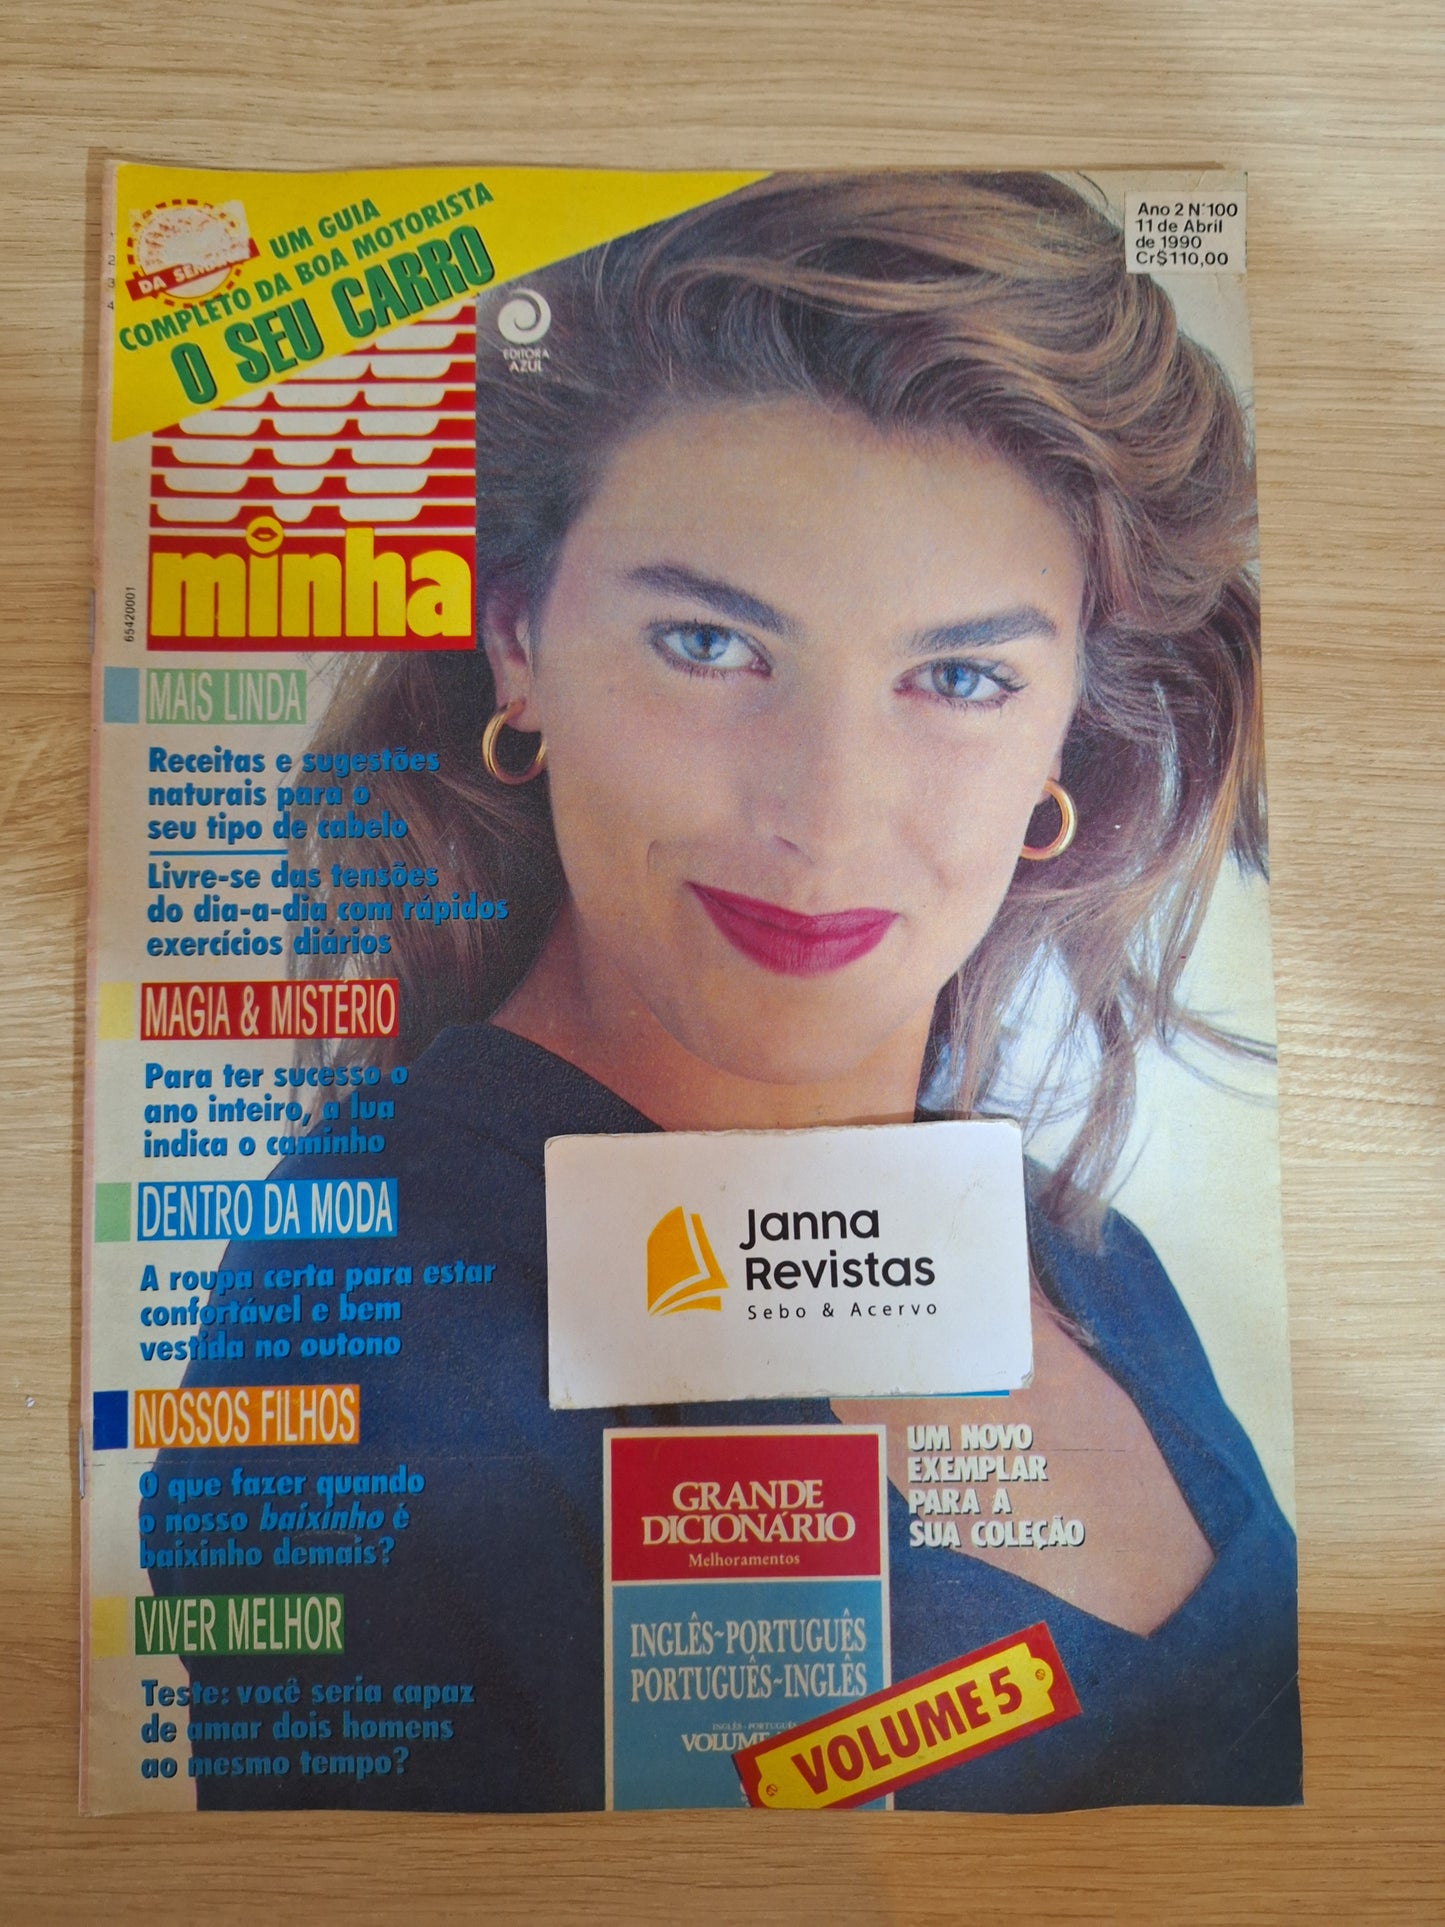 DA SEMANA
UM GUIA
COMPLETO DA BOA MOTORISTA
O SEU CARRO
Ano 2 N° 100
11 de Abril
de 1990
Cr$110,00
EDITORA
AZUL
minha
65420001
MAIS LINDA
Receitas e sugestões
naturais para o
seu tipo de cabelo
Livre-se das tensões
do dia-a-dia com rápidos
exercícios diários
MAGIA & MISTÉRIO
Para ter sucesso o
ano inteiro, a lua
indica o caminho
DENTRO DA MODA
A roupa certa para estar
confortável e bem
vestida no outono
NOSSOS FILHOS
O que fazer quando
o nosso baixinho é
baixinho demais?
VIVER MELHOR
Teste: você seria capaz
de amar dois homens
ao mesmo tempo?
Janna
Revistas
Sebo & Acervo
UM NOVO
EXEMPLAR
PARA A
SUA COLEÇÃO
GRANDE
DICIONÁRIO
Melhoramentos
INGLÊS-PORTUGUÊS
PORTUGUÊS-INGLÊS
INGLÊS-PORTUGUÊS
VOLUME
VOLUME 5